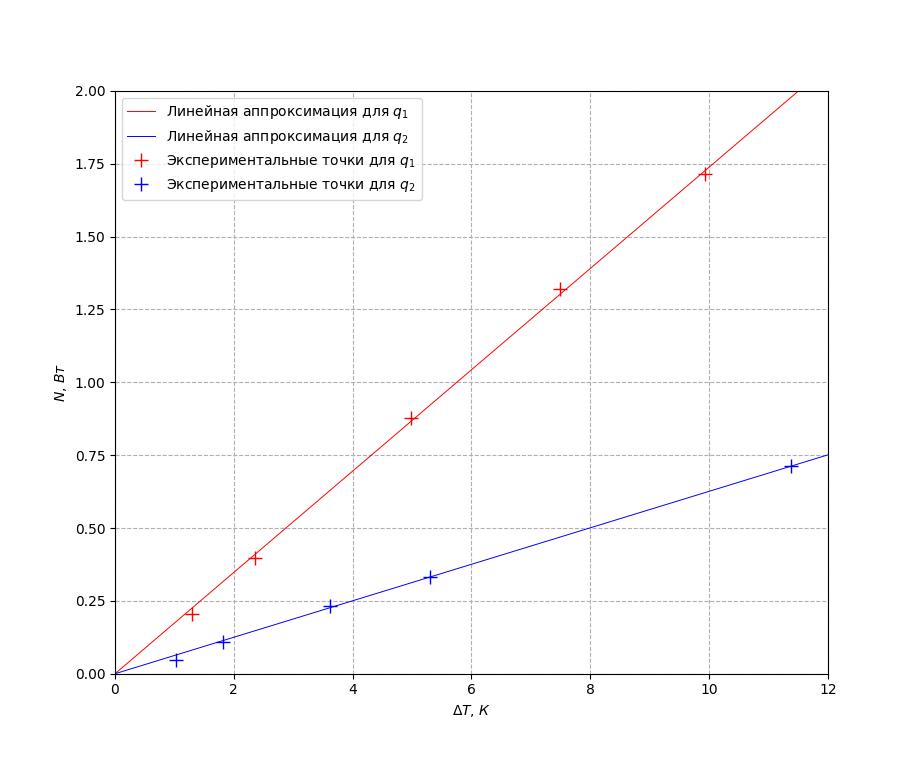 2.00
1.75
1.50
1.25
1.00
0.75
0.50
0.25
0.00
N, Вт
Линейная аппроксимация для q₁
Линейная аппроксимация для q₂
Экспериментальные точки для q₁
Экспериментальные точки для q₂
0 2 4 6 8 10 12
ΔT, К